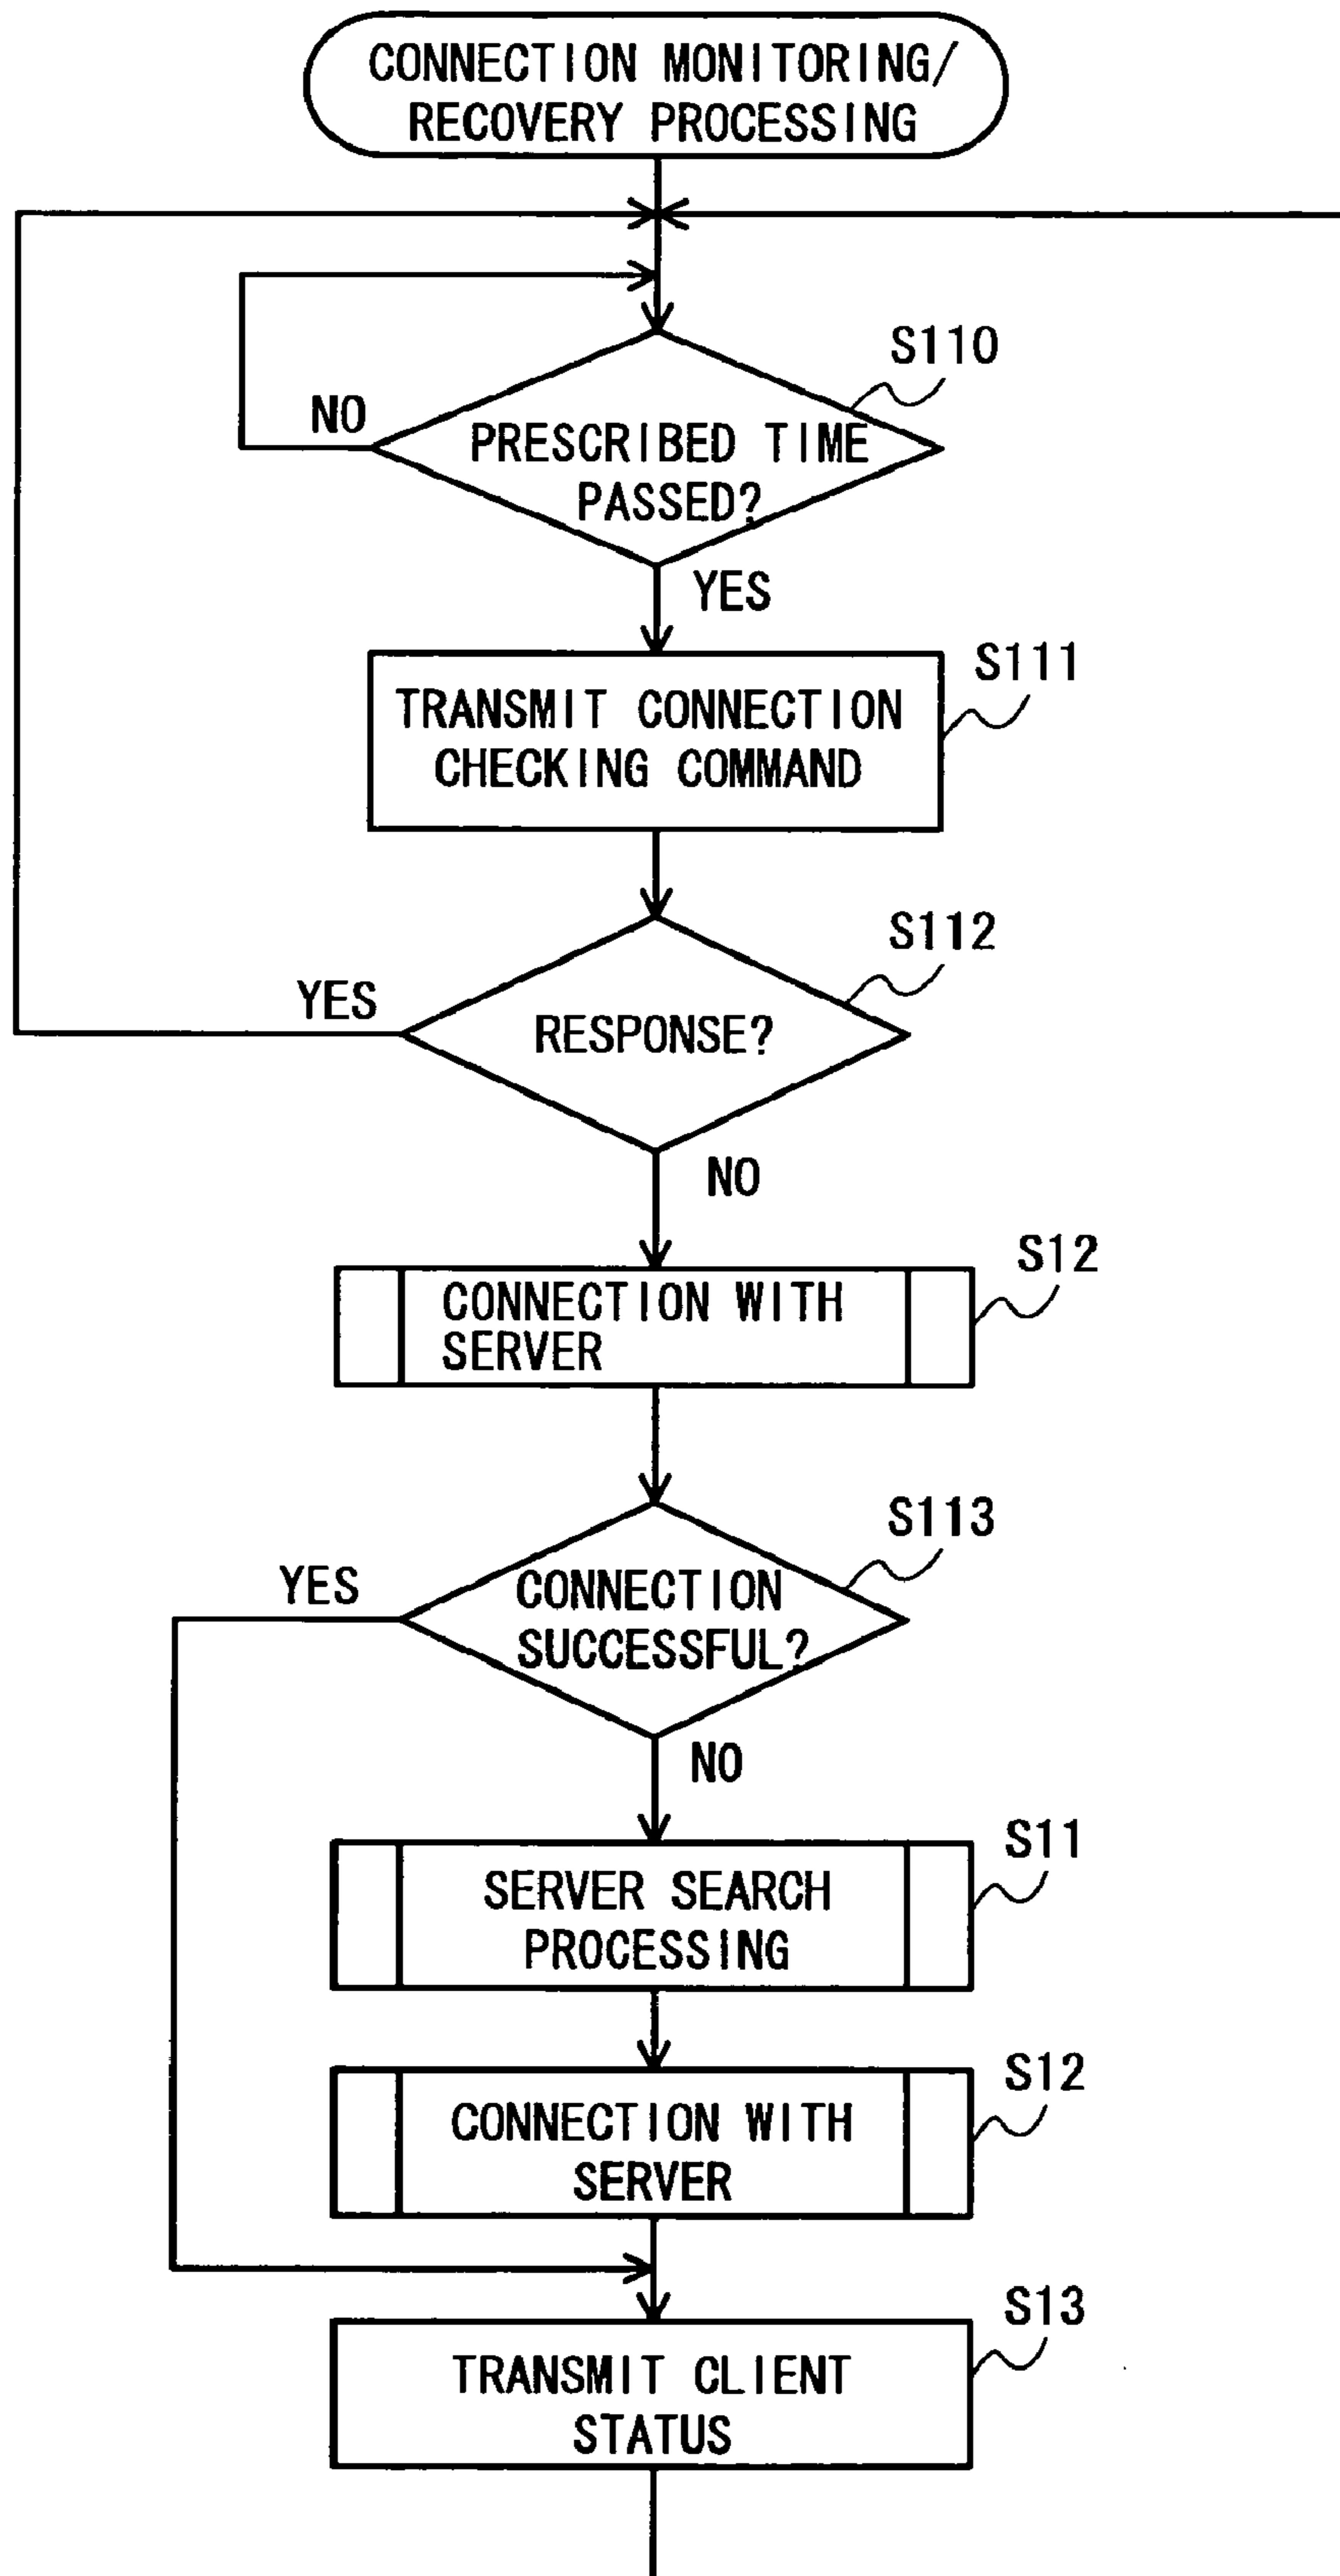 CONNECTION MONITORING/
RECOVERY PROCESSING
S110
NO
PRESCRIBED TIME
PASSED?
YES
S111
TRANSMIT CONNECTION
CHECKING COMMAND
S112
YES
RESPONSE?
NO
S12
CONNECTION WITH
SERVER
S113
YES
CONNECTION
SUCCESSFUL?
NO
S11
SERVER SEARCH
PROCESSING
S12
CONNECTION WITH
SERVER
S13
TRANSMIT CLIENT
STATUS